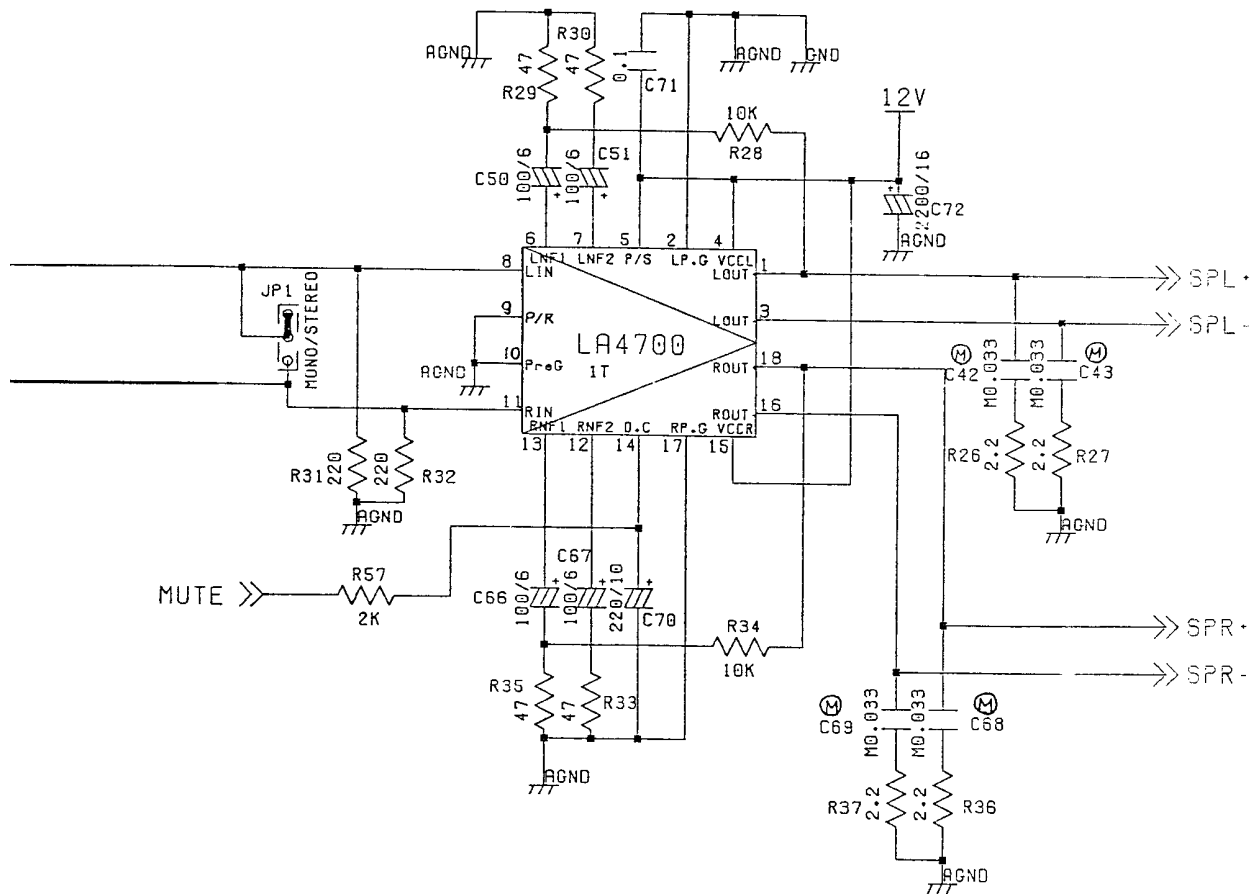 AGND
47
R29
R30
47
0.1
C71
AGND
GND
10K
R28
12V
C50
100/6
+
100/6
C51
+
+
2200/16
C72
AGND
6 7 5 2 4
LNF1 LNF2 P/S LP.G VCCL
8 LIN
LOUT 1
JP1
MONO/STEREO
9 P/R
LOUT 3
LA4700
1T
10 PreG
AGND
ROUT 18
11 RIN
ROUT 16
RNF1 RNF2 D.C RP.G VCCR
13 12 14 17 15
SPL+
SPL-
M
C42
M0.033
M0.033
M
C43
R26
2.2
2.2
R27
AGND
R31
220
220
R32
AGND
MUTE
R57
2K
C66
100/6
+
C67
100/6
+
220/10
+
C70
R34
10K
R35
47
47
R33
AGND
SPR+
SPR-
M
C69
M0.033
M0.033
M
C68
R37
2.2
2.2
R36
AGND